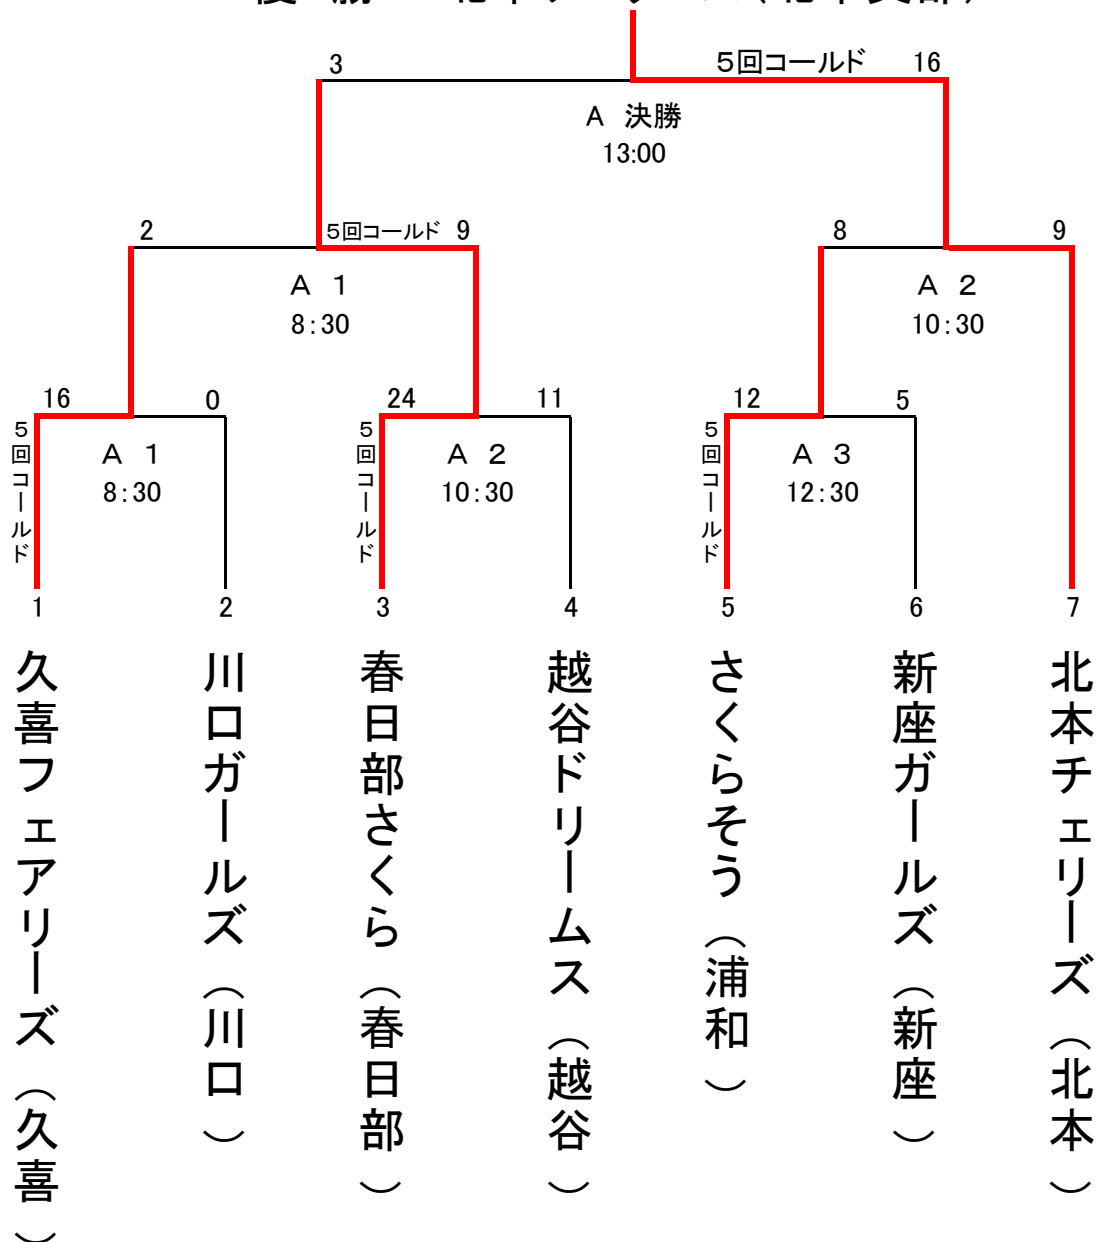 3
5回コールド 16
A 決勝
13:00
2
5回コールド 9
8
9
A 1
8:30
A 2
10:30
16
0
24
11
12
5
5回コールド
A 1
8:30
5回コールド
A 2
10:30
5回コールド
A 3
12:30
1
2
3
4
5
6
7
久喜フェアリーズ(久喜)
川口ガールズ(川口)
春日部さくら(春日部)
越谷ドリームス(越谷)
さくらそう(浦和)
新座ガールズ(新座)
北本チェリーズ(北本)